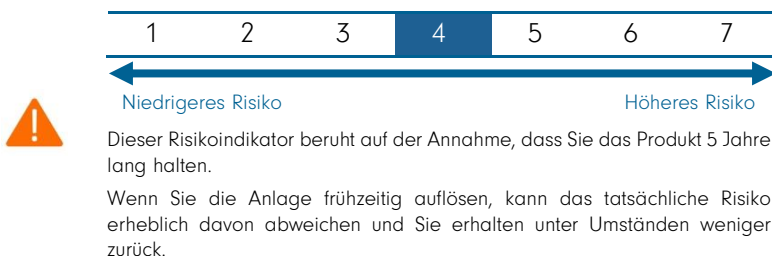 1 2 3 4 5 6 7
Niedrigeres Risiko Höheres Risiko
Dieser Risikoindikator beruht auf der Annahme, dass Sie das Produkt 5 Jahre
lang halten.
Wenn Sie die Anlage frühzeitig auflösen, kann das tatsächliche Risiko
erheblich davon abweichen und Sie erhalten unter Umständen weniger
zurück.